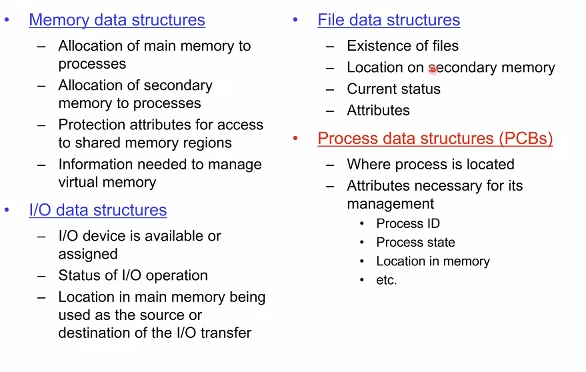 • Memory data structures
– Allocation of main memory to
processes
– Allocation of secondary
memory to processes
– Protection attributes for access
to shared memory regions
– Information needed to manage
virtual memory
• I/O data structures
– I/O device is available or
assigned
– Status of I/O operation
– Location in main memory being
used as the source or
destination of the I/O transfer
• File data structures
– Existence of files
– Location on secondary memory
– Current status
– Attributes
• Process data structures (PCBs)
– Where process is located
– Attributes necessary for its
management
• Process ID
• Process state
• Location in memory
• etc.